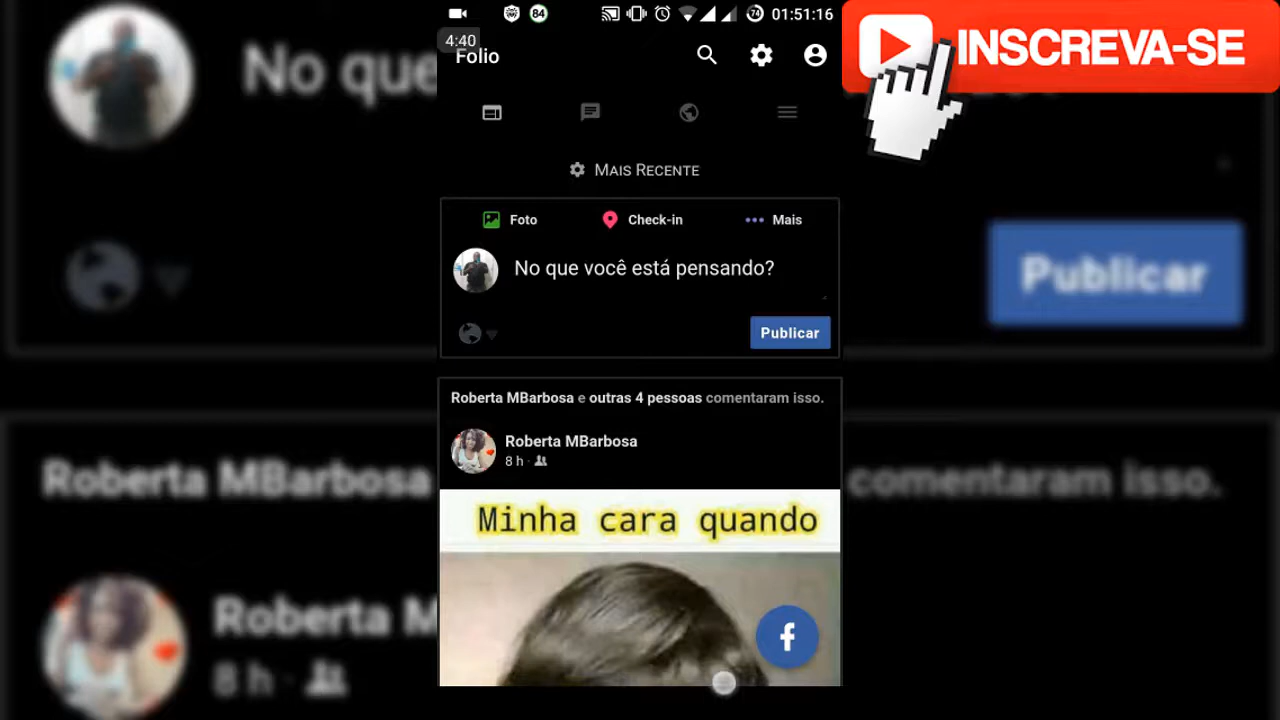 84
74
01:51:16
4:40
Folio
INSCREVA-SE
No que
Mais Recente
Foto
Check-in
Mais
No que você está pensando?
Publicar
Publicar
Roberta MBarbosa e outras 4 pessoas comentaram isso.
Roberta MBarbosa
comentaram isso.
Roberta MBarbosa
8 h ·
Minha cara quando
Roberta M
8 h ·
f